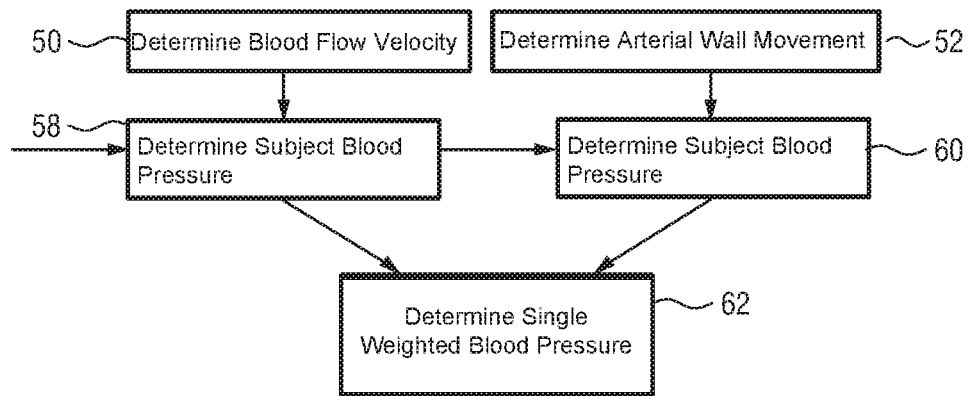 50
Determine Blood Flow Velocity
Determine Arterial Wall Movement
52
58
Determine Subject Blood
Pressure
Determine Subject Blood
Pressure
60
Determine Single
Weighted Blood Pressure
62